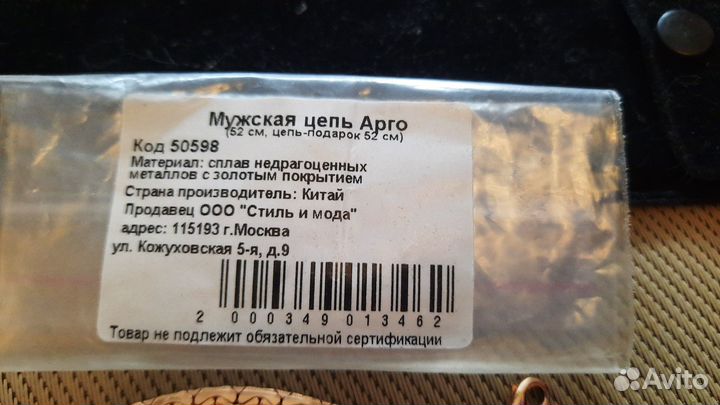 Мужская цепь Арго
(52 см, цепь-подарок 52 см)
Код 50598
Материал: сплав недрагоценных
металлов с золотым покрытием
Страна производитель: Китай
Продавец ООО "Стиль и мода"
адрес: 115193 г.Москва
ул. Кожуховская 5-я, д.9
2 000349 013462
Товар не подлежит обязательной сертификации
Avito